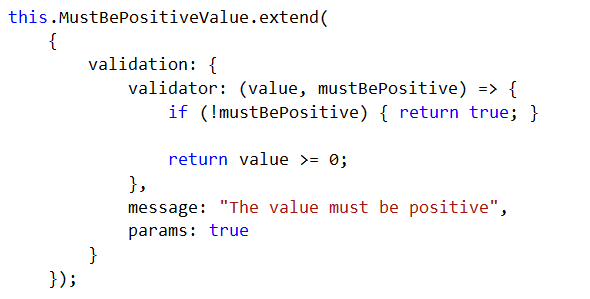 this.MustBePositiveValue.extend(
    {
        validation: {
            validator: (value, mustBePositive) => {
                if (!mustBePositive) { return true; }

                return value >= 0;
            },
            message: "The value must be positive",
            params: true
        }
    });